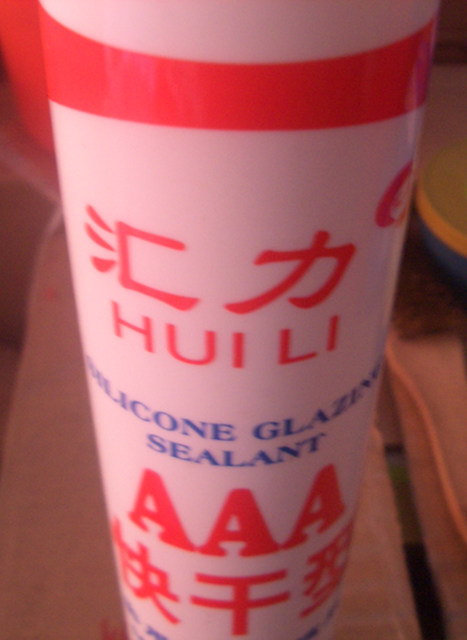 汇力
HUI LI
SILICONE GLAZING
SEALANT
AAA
快干型